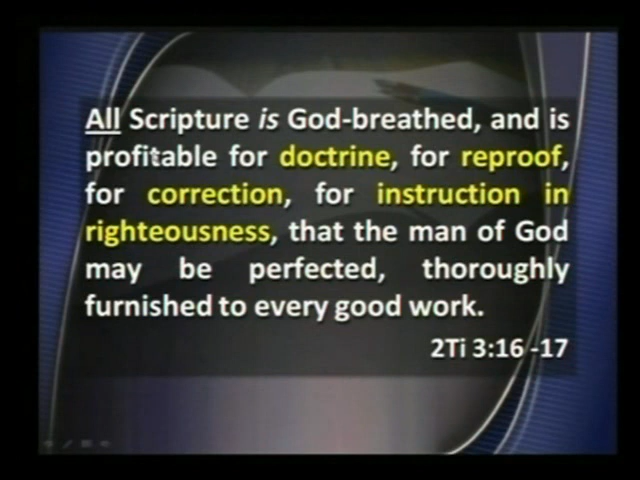 All Scripture is God-breathed, and is
profitable for doctrine, for reproof,
for correction, for instruction in
righteousness, that the man of God
may be perfected, thoroughly
furnished to every good work.
2Ti 3:16 -17